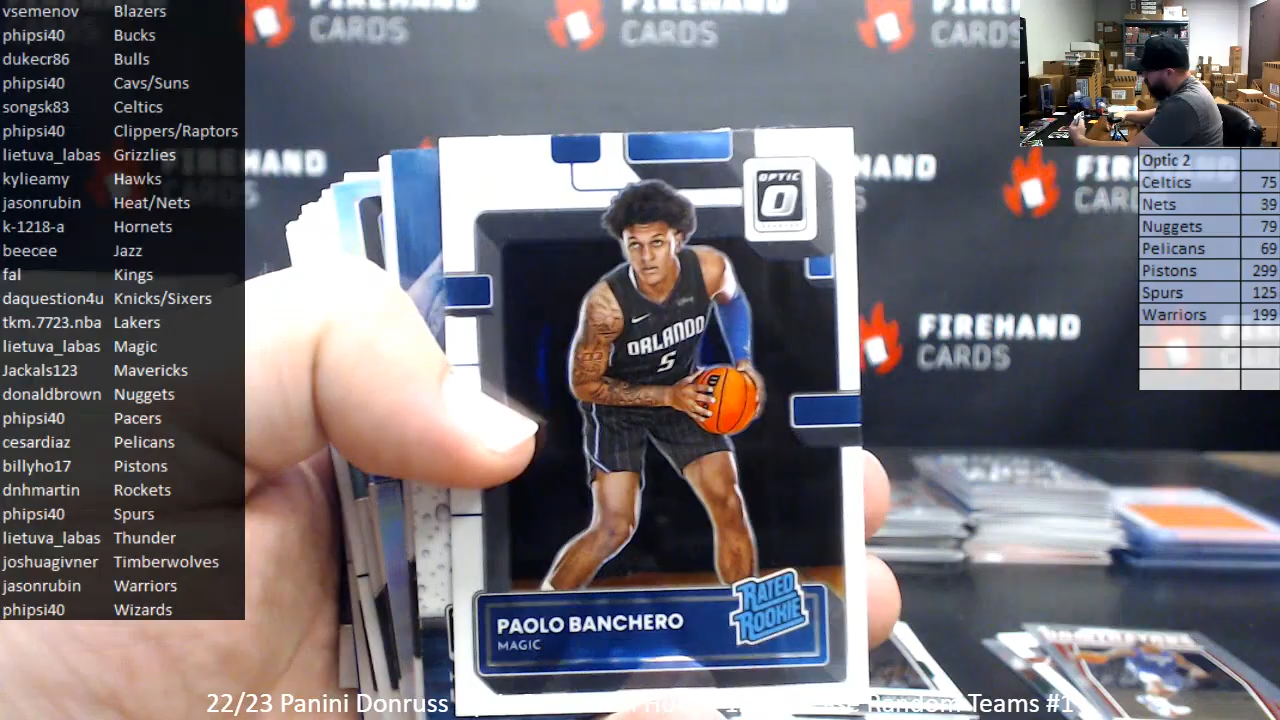 vsemenov Blazers
phipsi40 Bucks
dukecr86 Bulls
phipsi40 Cavs/Suns
songsk83 Celtics
phipsi40 Clippers/Raptors
lietuva_labas Grizzlies
kylieamy Hawks
jasonrubin Heat/Nets
k-1218-a Hornets
beecee Jazz
fal Kings
daquestion4u Knicks/Sixers
tkm.7723.nba Lakers
lietuva_labas Magic
Jackals123 Mavericks
donaldbrown Nuggets
phipsi40 Pacers
cesardiaz Pelicans
billyho17 Pistons
dnhmartin Rockets
phipsi40 Spurs
lietuva_labas Thunder
joshuagivner Timberwolves
jasonrubin Warriors
phipsi40 Wizards
CARDS
CARDS
CARDS
FIREHAND
CARDS
OPTIC
ORLANDO
5
PAOLO BANCHERO
MAGIC
RATED
ROOKIE
Optic 2
Celtics 75
Nets 39
Nuggets 79
Pelicans 69
Pistons 299
Spurs 125
Warriors 199
22/23 Panini Donruss Random Teams #1